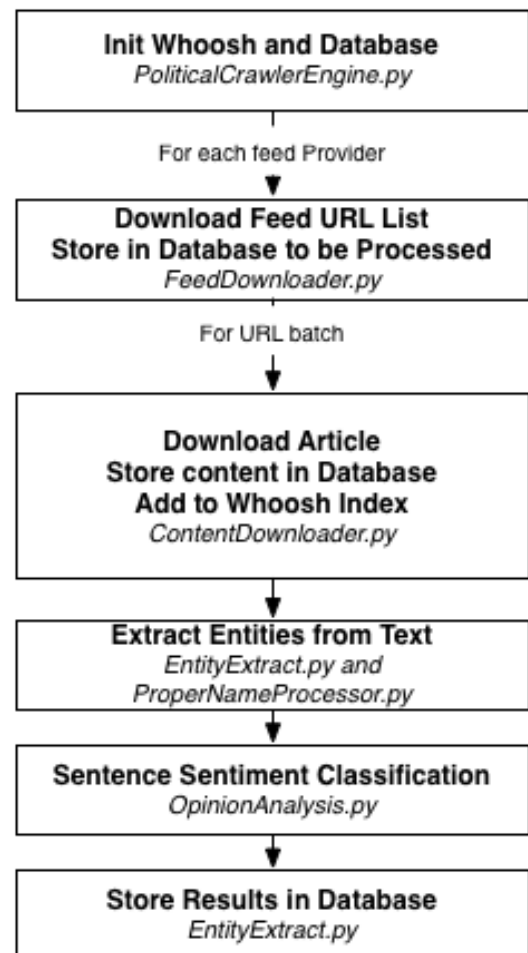 Init Whoosh and Database
PoliticalCrawlerEngine.py
For each feed Provider
Download Feed URL List
Store in Database to be Processed
FeedDownloader.py
For URL batch
Download Article
Store content in Database
Add to Whoosh Index
ContentDownloader.py
Extract Entities from Text
EntityExtract.py and
ProperNameProcessor.py
Sentence Sentiment Classification
OpinionAnalysis.py
Store Results in Database
EntityExtract.py